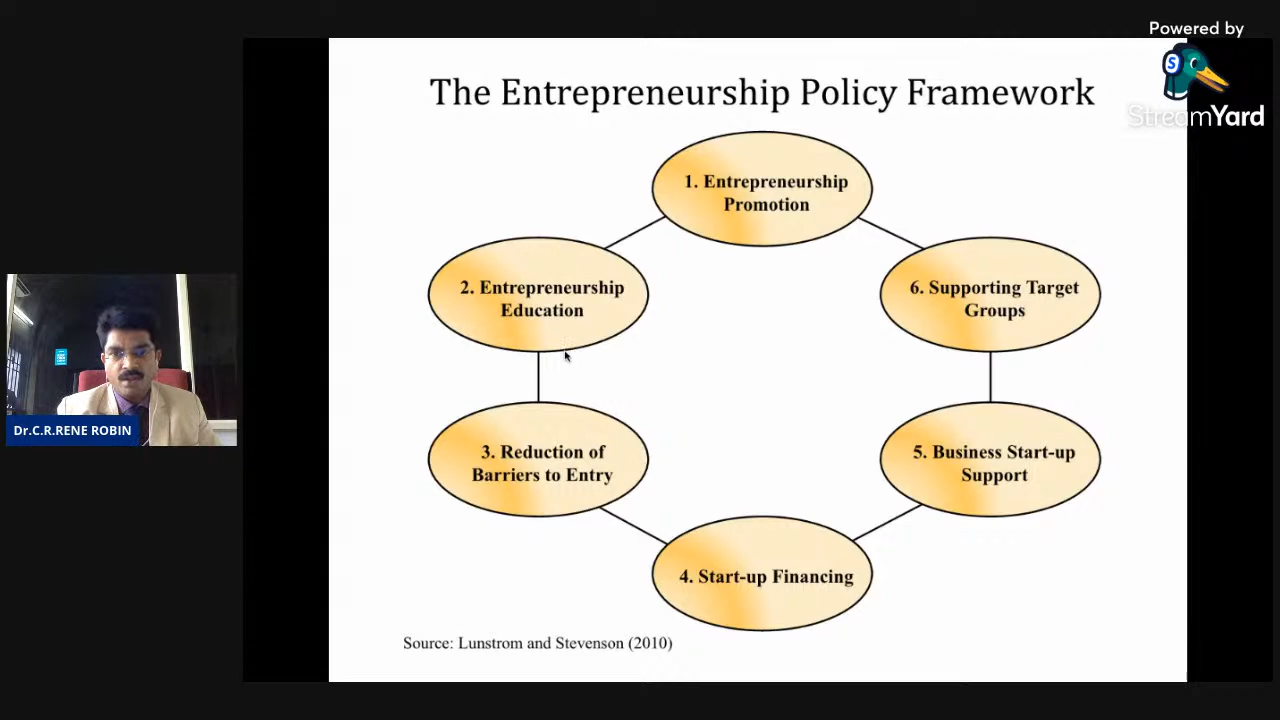 Powered by
StreamYard
The Entrepreneurship Policy Framework
1. Entrepreneurship
Promotion
2. Entrepreneurship
Education
6. Supporting Target
Groups
3. Reduction of
Barriers to Entry
5. Business Start-up
Support
4. Start-up Financing
Source: Lunstrom and Stevenson (2010)
Dr.C.R.RENE ROBIN